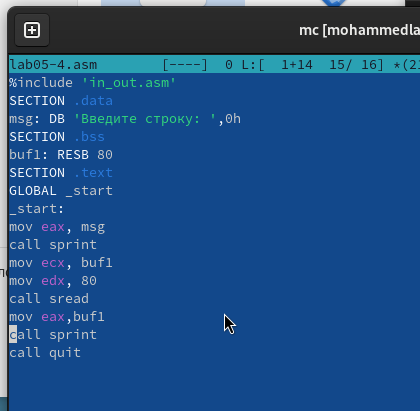 mc [mohammedla
lab05-4.asm [----] 0 L:[ 1+14 15/ 16] *(2
%include 'in_out.asm'
SECTION .data
msg: DB 'Введите строку: ',0h
SECTION .bss
buf1: RESB 80
SECTION .text
GLOBAL _start
_start:
mov eax, msg
call sprint
mov ecx, buf1
mov edx, 80
call sread
mov eax,buf1
call sprint
call quit